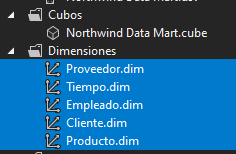 Cubos
Northwind Data Mart.cube
Dimensiones
Proveedor.dim
Tiempo.dim
Empleado.dim
Cliente.dim
Producto.dim